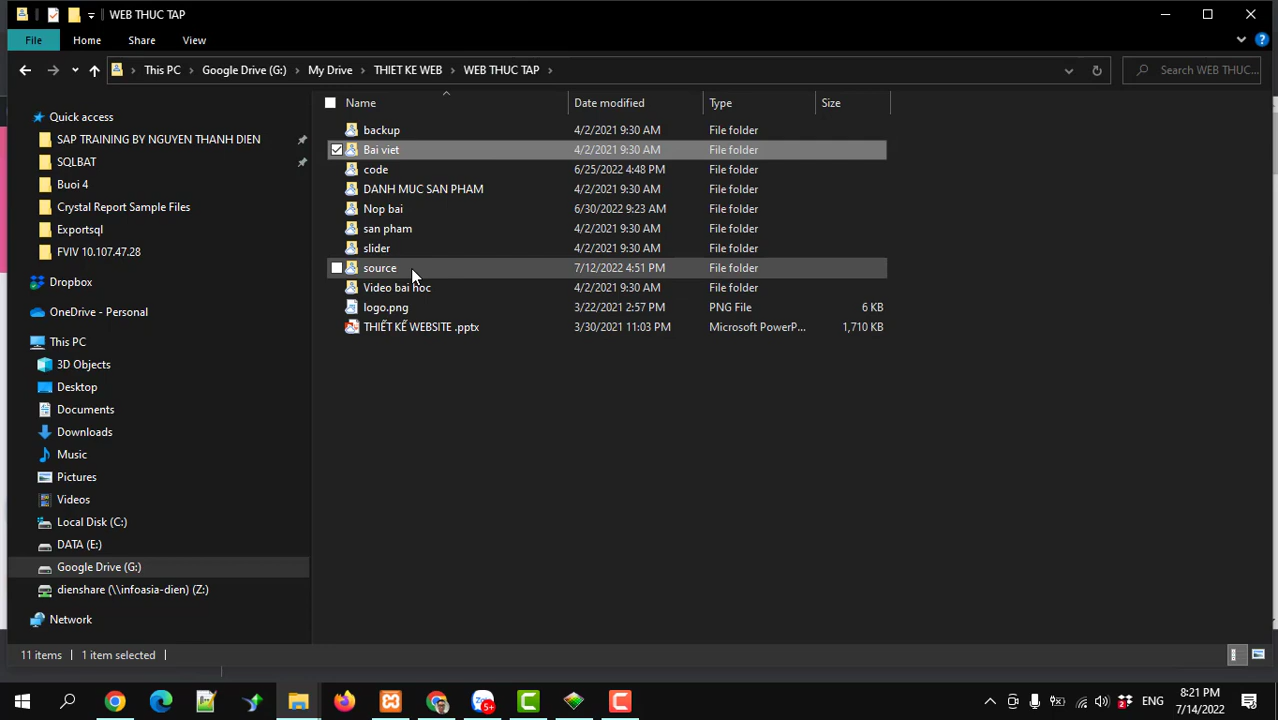 WEB THUC TAP
File Home Share View
This PC Google Drive (G:) My Drive THIET KE WEB WEB THUC TAP Search WEB THUC...
Name Date modified Type Size
Quick access
SAP TRAINING BY NGUYEN THANH DIEN
SQLBAT
Buoi 4
Crystal Report Sample Files
Exportsql
FVIV 10.107.47.28
Dropbox
OneDrive - Personal
This PC
3D Objects
Desktop
Documents
Downloads
Music
Pictures
Videos
Local Disk (C:)
DATA (E:)
Google Drive (G:)
dienshare (\\infoasia-dien) (Z:)
Network
backup 4/2/2021 9:30 AM File folder
Bai viet 4/2/2021 9:30 AM File folder
code 6/25/2022 4:48 PM File folder
DANH MUC SAN PHAM 4/2/2021 9:30 AM File folder
Nop bai 6/30/2022 9:23 AM File folder
san pham 4/2/2021 9:30 AM File folder
slider 4/2/2021 9:30 AM File folder
source 7/12/2022 4:51 PM File folder
Video bai hoc 4/2/2021 9:30 AM File folder
logo.png 3/22/2021 2:57 PM PNG File 6 KB
THIẾT KẾ WEBSITE .pptx 3/30/2021 11:03 PM Microsoft PowerP... 1,710 KB
11 items 1 item selected
5+ 2 ENG 8:21 PM
7/14/2022